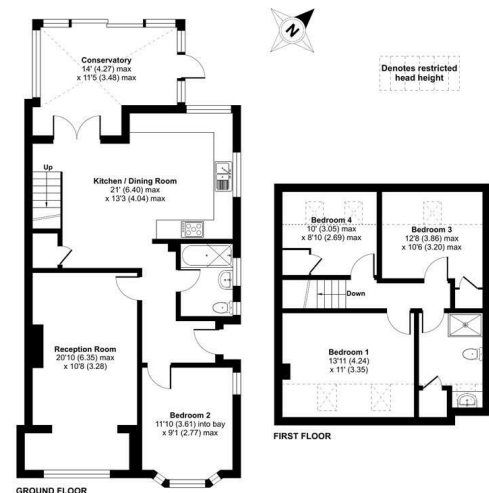 Conservatory
14' (4.27) max
x 11'5 (3.48) max
N
Denotes restricted
head height
Up
Kitchen / Dining Room
21' (6.40) max
x 13'3 (4.04) max
Reception Room
20'10 (6.35) max
x 10'8 (3.28)
Bedroom 2
11'10 (3.61) into bay
x 9'1 (2.77) max
GROUND FLOOR
Bedroom 4
10' (3.05) max
x 8'10 (2.69) max
Bedroom 3
12'8 (3.86) max
x 10'6 (3.20) max
Down
Bedroom 1
13'11 (4.24)
x 11' (3.35)
FIRST FLOOR